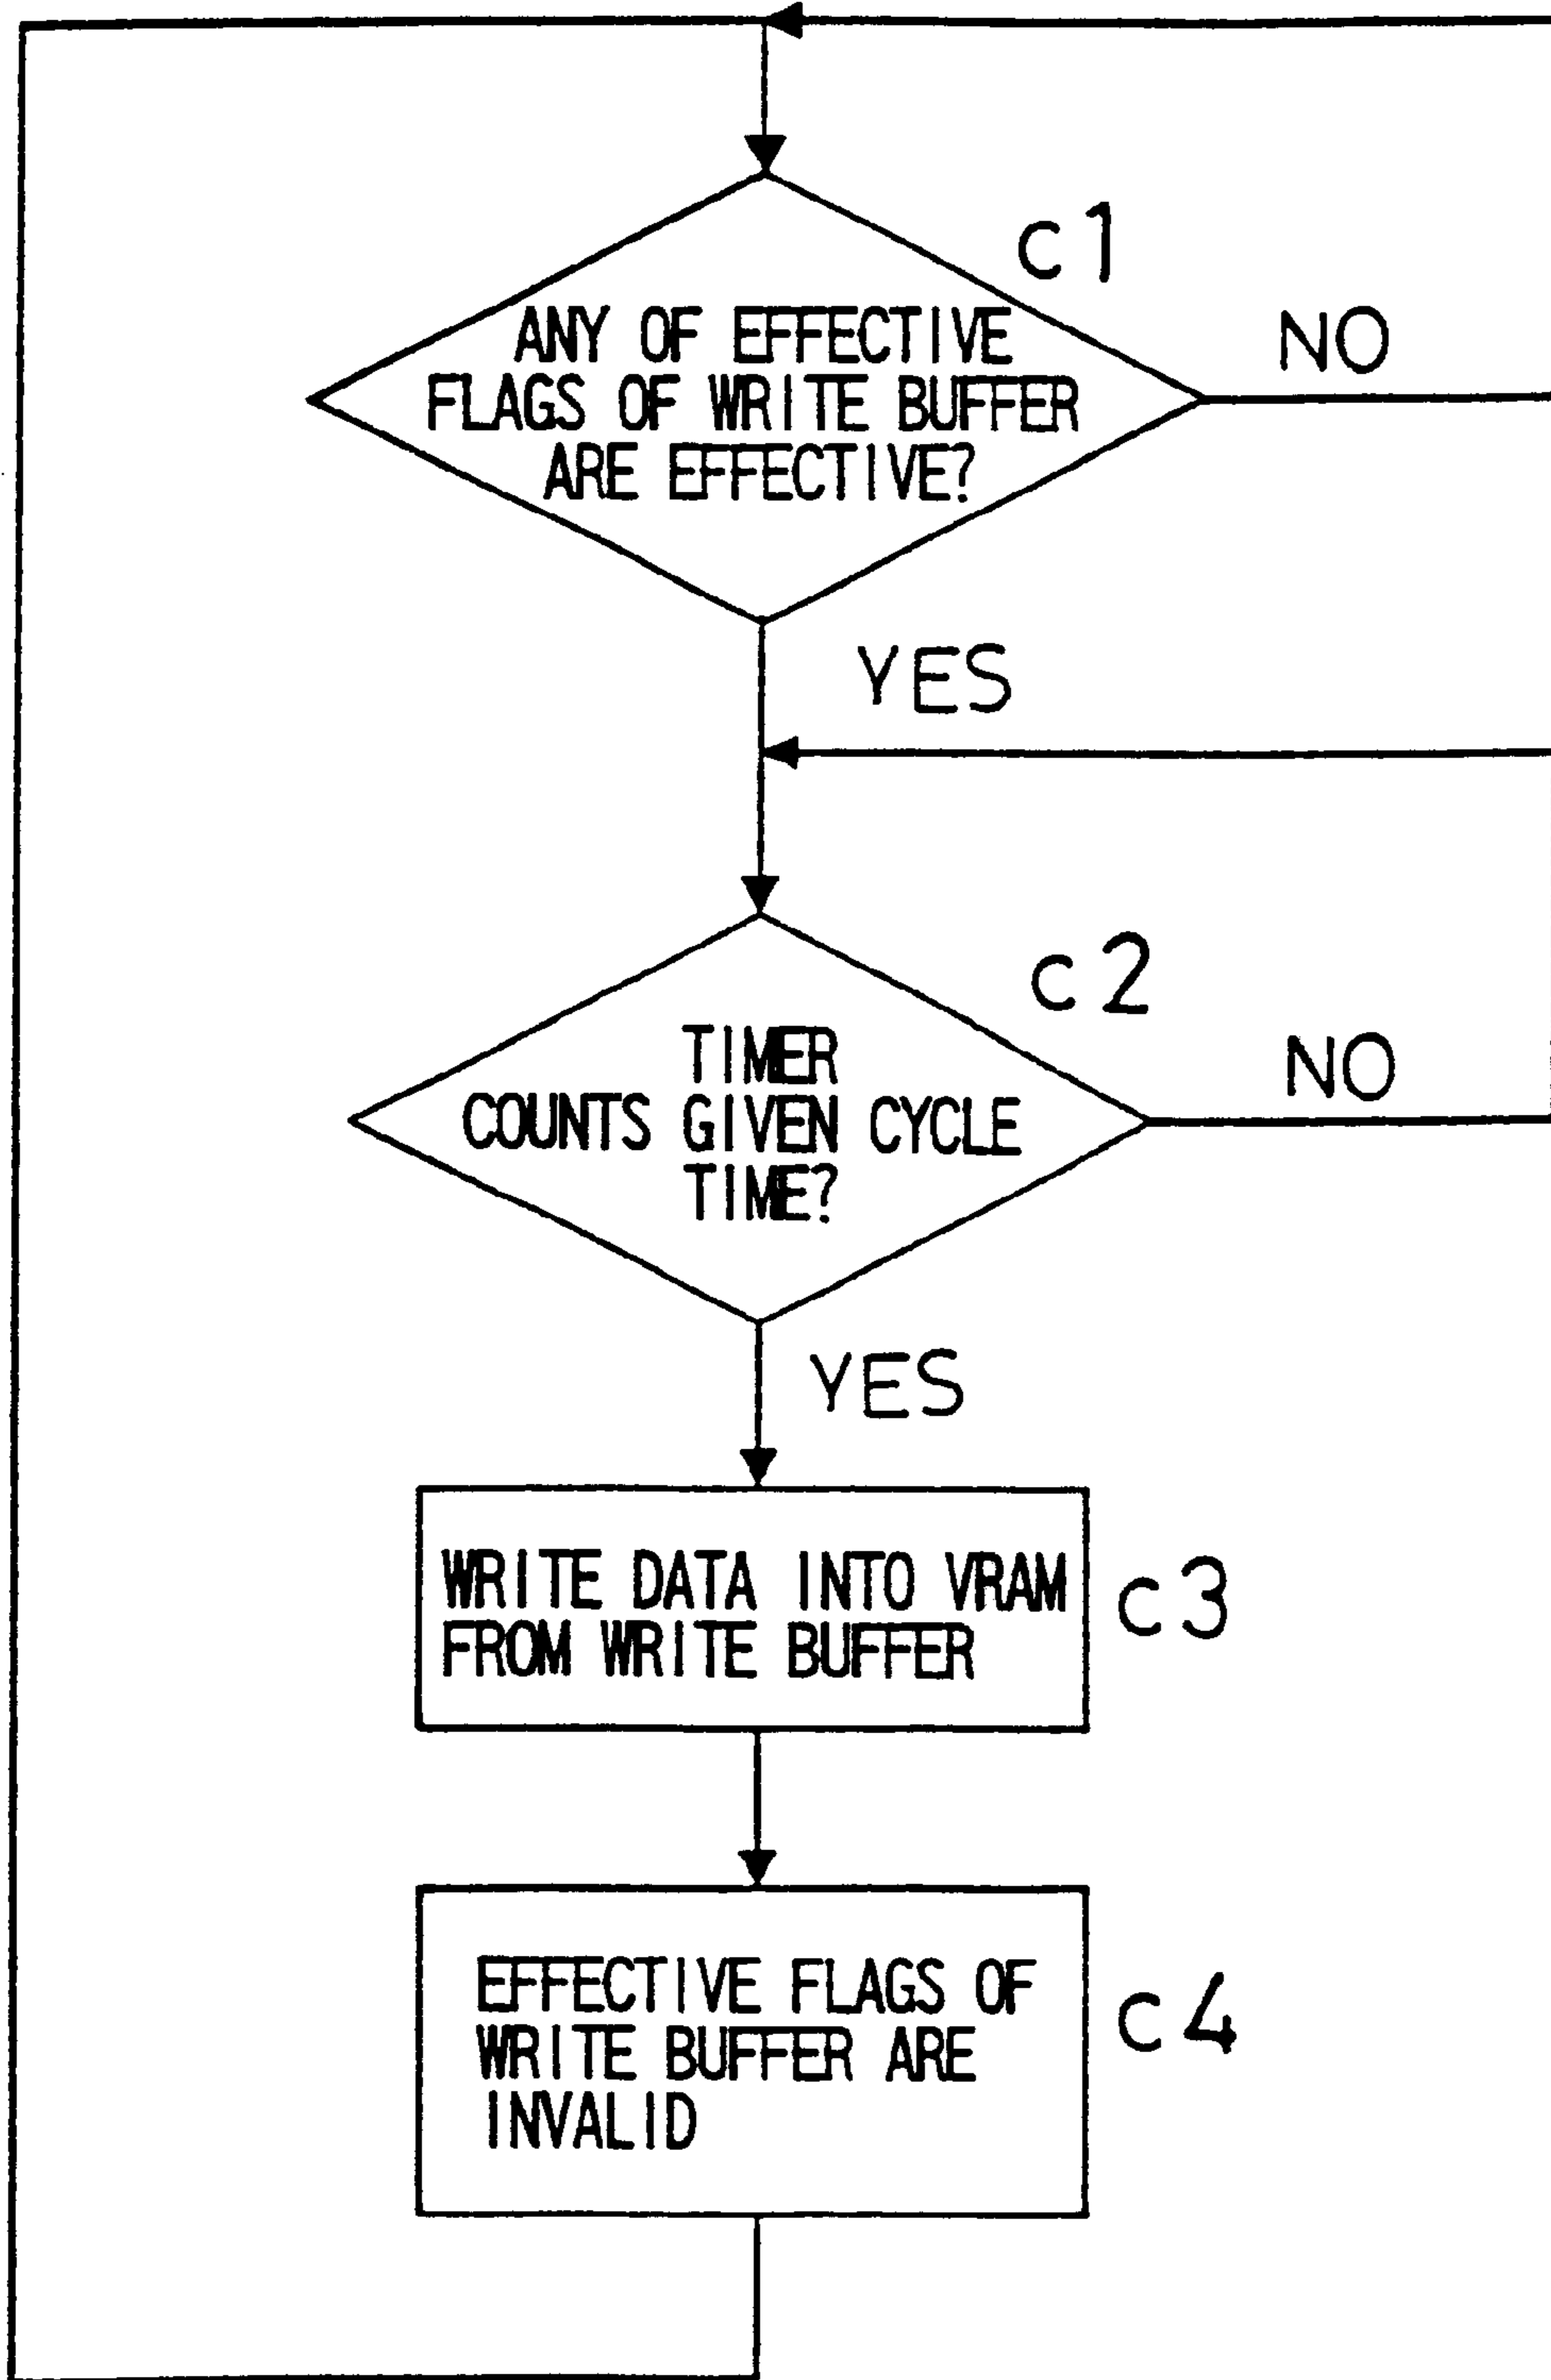 c1
ANY OF EFFECTIVE
FLAGS OF WRITE BUFFER
ARE EFFECTIVE?
NO
YES
c2
TIMER
COUNTS GIVEN CYCLE
TIME?
NO
YES
WRITE DATA INTO VRAM
FROM WRITE BUFFER
c3
EFFECTIVE FLAGS OF
WRITE BUFFER ARE
INVALID
c4